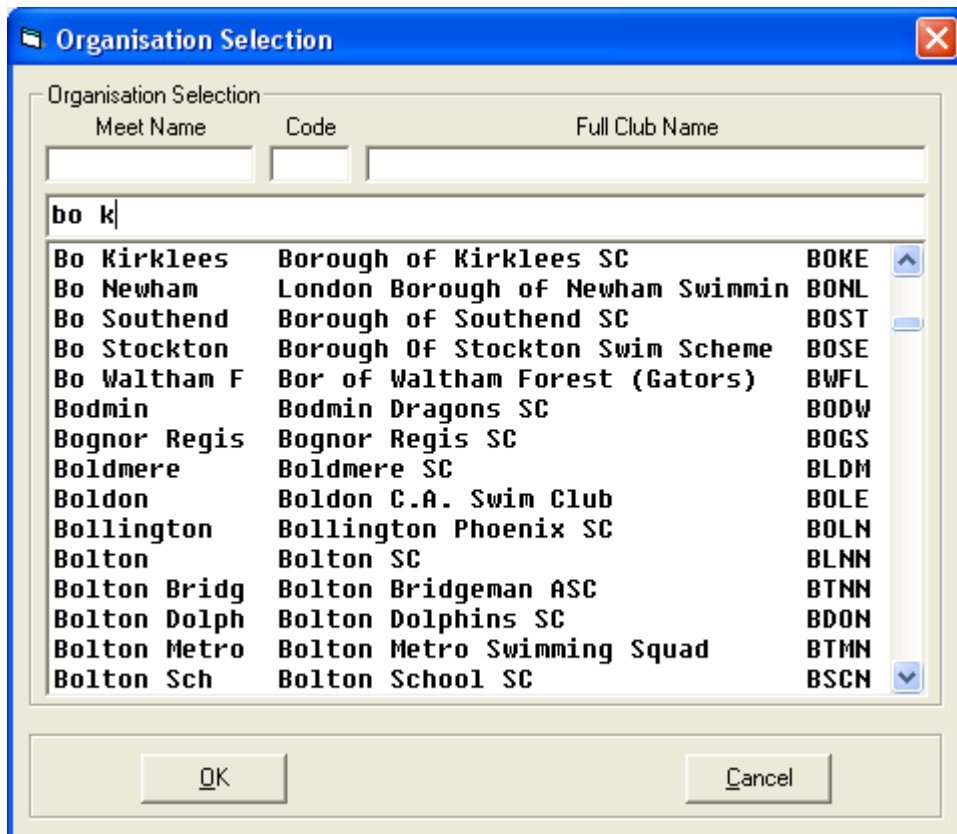 Organisation Selection
Organisation Selection
Meet Name Code Full Club Name
bo k
Bo Kirklees Borough of Kirklees SC BOKE
Bo Newham London Borough of Newham Swimmin BONL
Bo Southend Borough of Southend SC BOST
Bo Stockton Borough Of Stockton Swim Scheme BOSE
Bo Waltham F Bor of Waltham Forest (Gators) BWFL
Bodmin Bodmin Dragons SC BODW
Bognor Regis Bognor Regis SC BOGS
Boldmere Boldmere SC BLDM
Boldon Boldon C.A. Swim Club BOLE
Bollington Bollington Phoenix SC BOLN
Bolton Bolton SC BLNN
Bolton Bridg Bolton Bridgeman ASC BTNN
Bolton Dolph Bolton Dolphins SC BDON
Bolton Metro Bolton Metro Swimming Squad BTMN
Bolton Sch Bolton School SC BSCN
OK Cancel